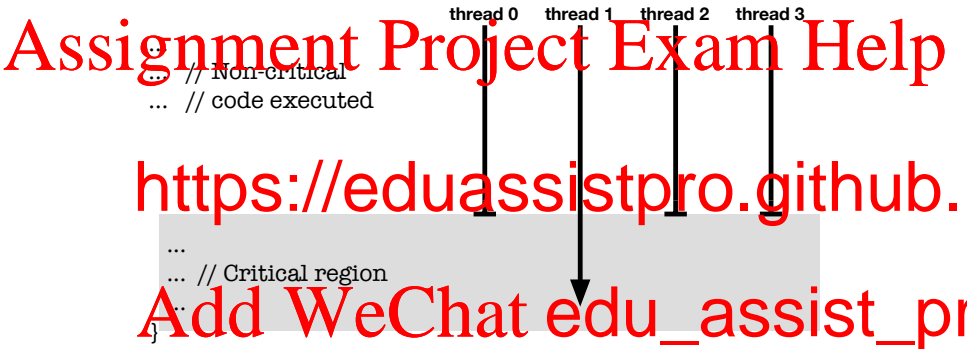 thread 0 thread 1 thread 2 thread 3
Assignment Project Exam Help
...
... // Non-critical
... // code executed
https://eduassistpro.github.
...
... // Critical region
...
Add WeChat edu_assist_pr
}